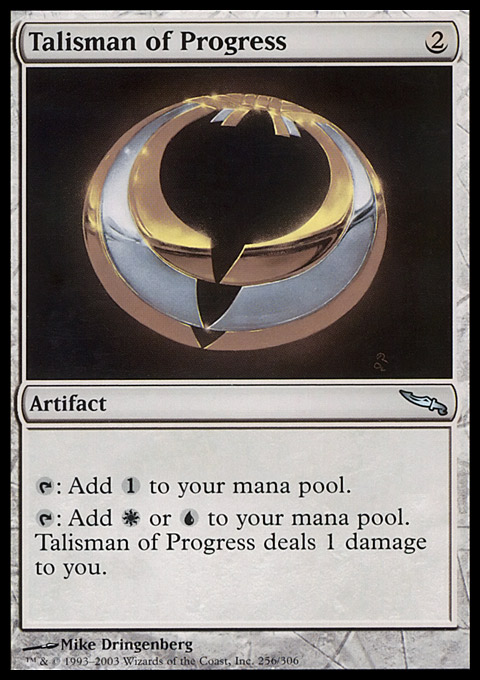 Talisman of Progress 2
Artifact
: Add 1 to your mana pool.
: Add or to your mana pool.
Talisman of Progress deals 1 damage
to you.
Mike Dringenberg
™ & © 1993–2003 Wizards of the Coast, Inc. 256/306